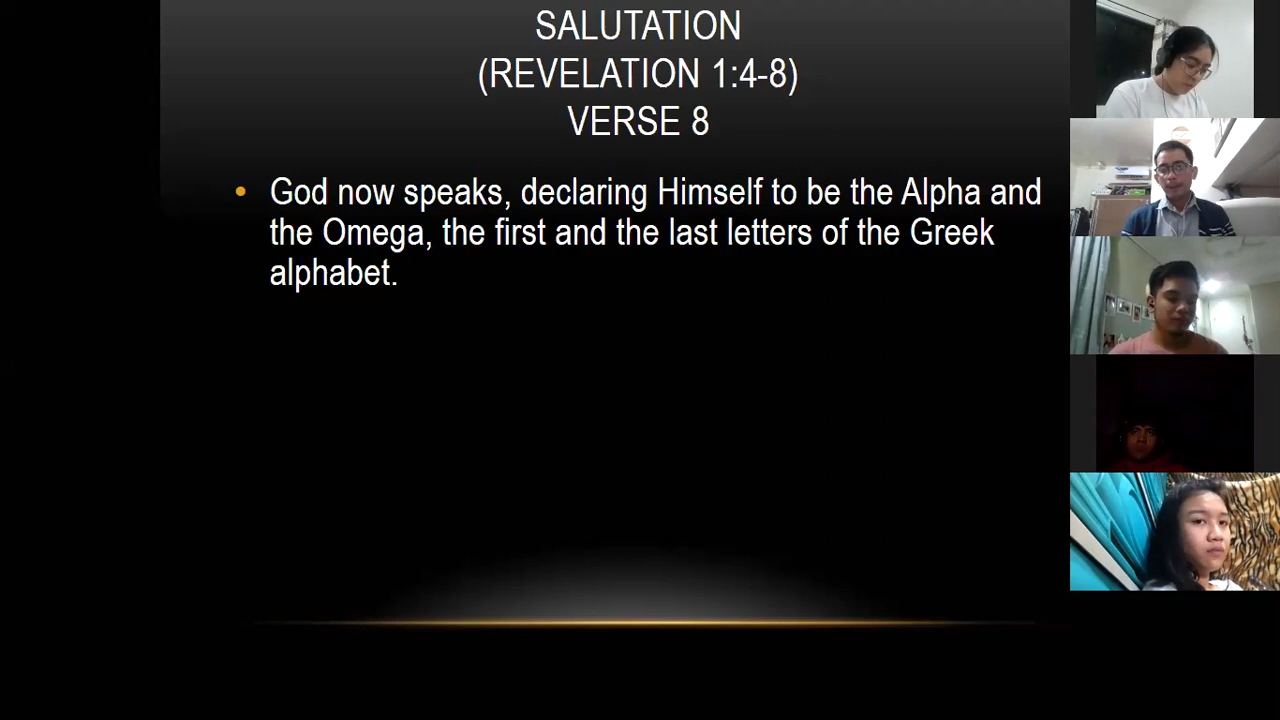 SALUTATION
(REVELATION 1:4-8)
VERSE 8
• God now speaks, declaring Himself to be the Alpha and
the Omega, the first and the last letters of the Greek
alphabet.